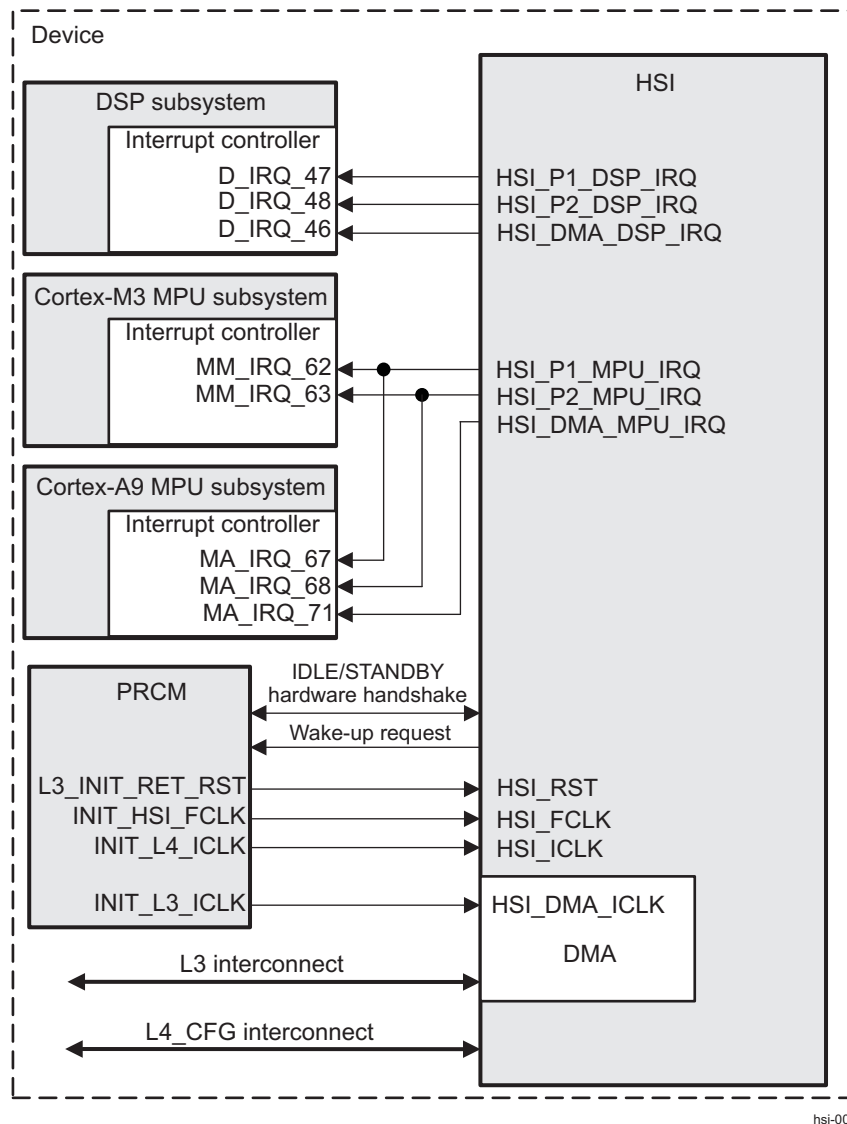 Device
HSI
DSP subsystem
Interrupt controller
D_IRQ_47
HSI_P1_DSP_IRQ
D_IRQ_48
HSI_P2_DSP_IRQ
D_IRQ_46
HSI_DMA_DSP_IRQ
Cortex-M3 MPU subsystem
Interrupt controller
MM_IRQ_62
HSI_P1_MPU_IRQ
MM_IRQ_63
HSI_P2_MPU_IRQ
HSI_DMA_MPU_IRQ
Cortex-A9 MPU subsystem
Interrupt controller
MA_IRQ_67
MA_IRQ_68
MA_IRQ_71
PRCM
IDLE/STANDBY
hardware handshake
Wake-up request
L3_INIT_RET_RST
HSI_RST
INIT_HSI_FCLK
HSI_FCLK
INIT_L4_ICLK
HSI_ICLK
INIT_L3_ICLK
HSI_DMA_ICLK
DMA
L3 interconnect
L4_CFG interconnect
hsi-00